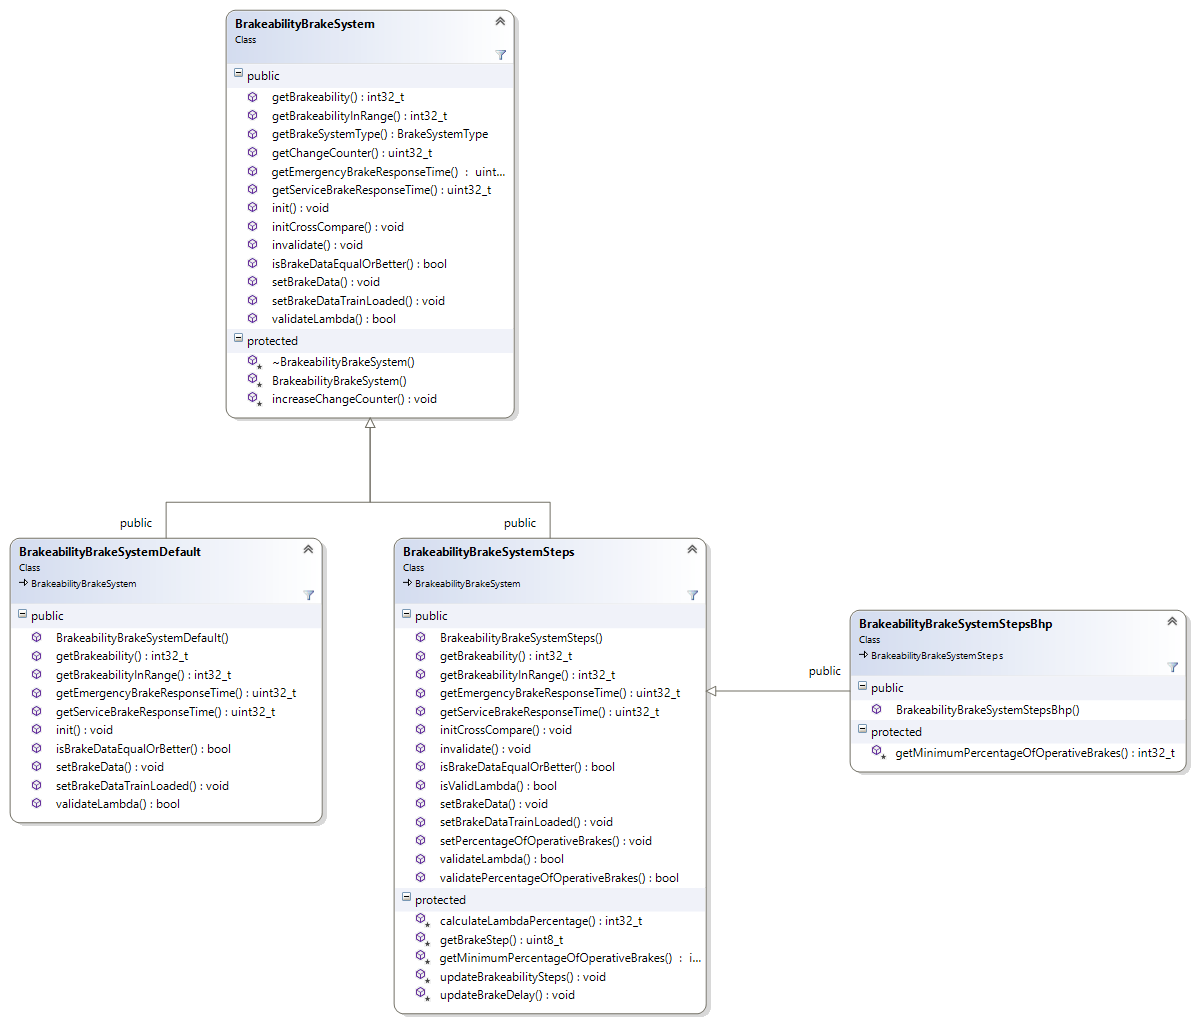 BrakeabilityBrakeSystem
Class
public
getBrakeability() : int32_t
getBrakeabilityInRange() : int32_t
getBrakeSystemType() : BrakeSystemType
getChangeCounter() : uint32_t
getEmergencyBrakeResponseTime() : uint...
getServiceBrakeResponseTime() : uint32_t
init() : void
initCrossCompare() : void
invalidate() : void
isBrakeDataEqualOrBetter() : bool
setBrakeData() : void
setBrakeDataTrainLoaded() : void
validateLambda() : bool
protected
~BrakeabilityBrakeSystem()
BrakeabilityBrakeSystem()
increaseChangeCounter() : void
public
BrakeabilityBrakeSystemDefault
Class
BrakeabilityBrakeSystem
public
BrakeabilityBrakeSystemDefault()
getBrakeability() : int32_t
getBrakeabilityInRange() : int32_t
getEmergencyBrakeResponseTime() : uint32_t
getServiceBrakeResponseTime() : uint32_t
init() : void
isBrakeDataEqualOrBetter() : bool
setBrakeData() : void
setBrakeDataTrainLoaded() : void
validateLambda() : bool
public
BrakeabilityBrakeSystemSteps
Class
BrakeabilityBrakeSystem
public
BrakeabilityBrakeSystemSteps()
getBrakeability() : int32_t
getBrakeabilityInRange() : int32_t
getEmergencyBrakeResponseTime() : uint32_t
getServiceBrakeResponseTime() : uint32_t
initCrossCompare() : void
invalidate() : void
isBrakeDataEqualOrBetter() : bool
isValidLambda() : bool
setBrakeData() : void
setBrakeDataTrainLoaded() : void
setPercentageOfOperativeBrakes() : void
validateLambda() : bool
validatePercentageOfOperativeBrakes() : bool
protected
calculateLambdaPercentage() : int32_t
getBrakeStep() : uint8_t
getMinimumPercentageOfOperativeBrakes() : i...
updateBrakeabilitySteps() : void
updateBrakeDelay() : void
public
BrakeabilityBrakeSystemStepsBhp
Class
BrakeabilityBrakeSystemSteps
public
BrakeabilityBrakeSystemStepsBhp()
protected
getMinimumPercentageOfOperativeBrakes() : int32_t